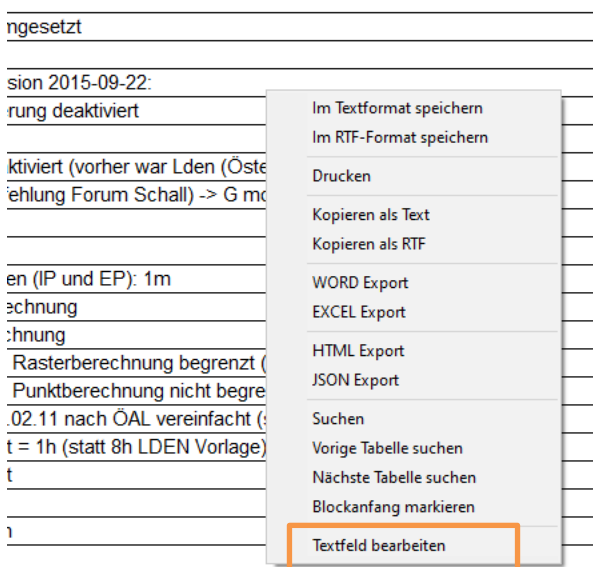 mgesetzt
sion 2015-09-22:
rung deaktiviert
ktiviert (vorher war Lden (Öste
fehlung Forum Schall) -> G mo
en (IP und EP): 1m
echnung
chnung
Rasterberechnung begrenzt (
Punktberechnung nicht begre
.02.11 nach ÖAL vereinfacht (s
t = 1h (statt 8h LDEN Vorlage)
t
n
Im Textformat speichern
Im RTF-Format speichern
Drucken
Kopieren als Text
Kopieren als RTF
WORD Export
EXCEL Export
HTML Export
JSON Export
Suchen
Vorige Tabelle suchen
Nächste Tabelle suchen
Blockanfang markieren
Textfeld bearbeiten